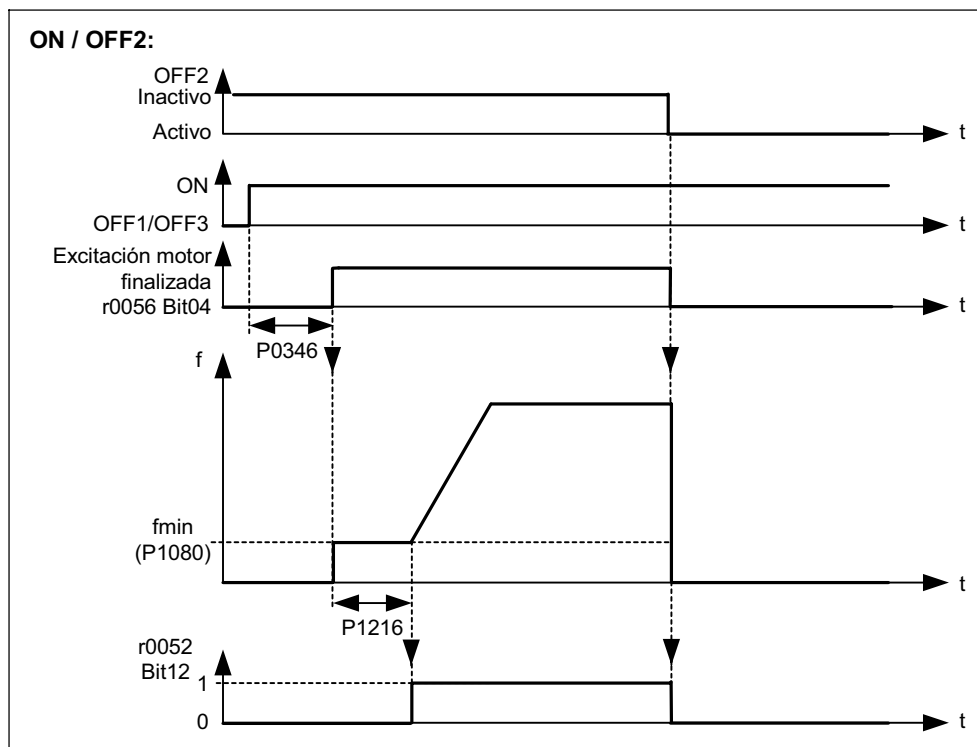 ON / OFF2:
OFF2
Inactivo
Activo
t
ON
OFF1/OFF3
t
Excitación motor
finalizada
r0056 Bit04
t
P0346
f
fmin
(P1080)
t
P1216
r0052
Bit12
1
0
t